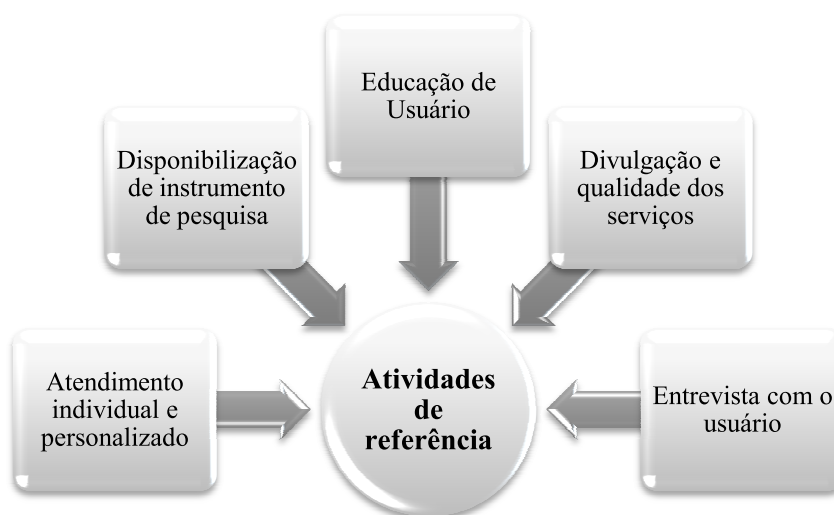 Educação de
Usuário
Disponibilização
de instrumento
de pesquisa
Divulgação e
qualidade dos
serviços
Atendimento
individual e
personalizado
Atividades
de
referência
Entrevista com o
usuário